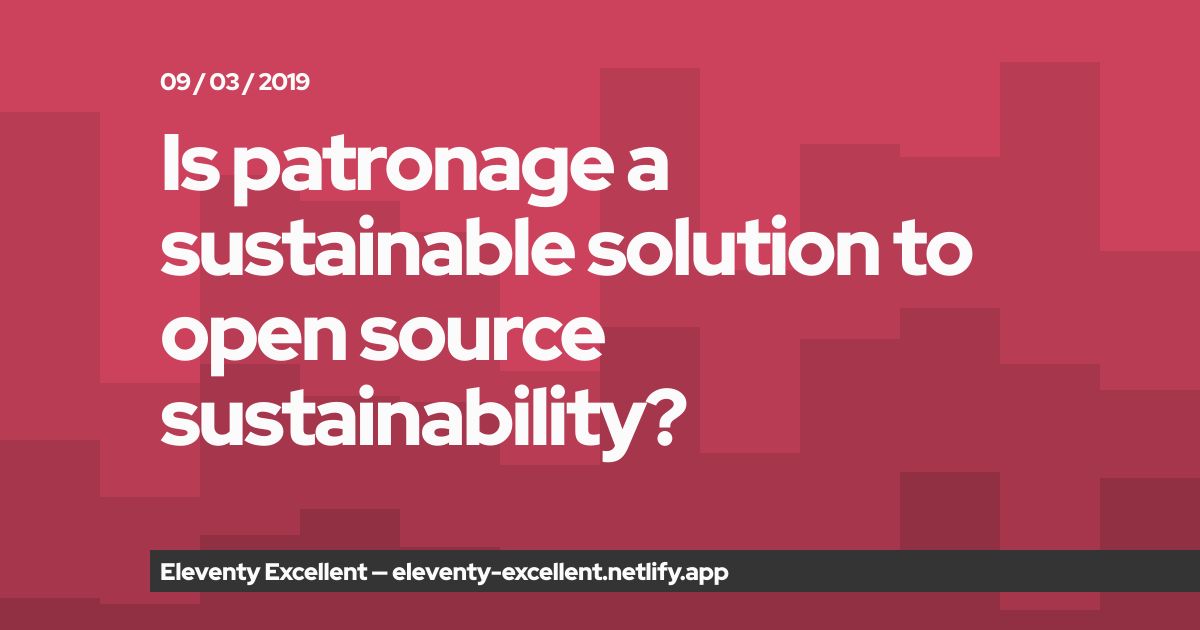 09 / 03 / 2019
Is patronage a
sustainable solution to
open source
sustainability?
Eleventy Excellent — eleventy-excellent.netlify.app